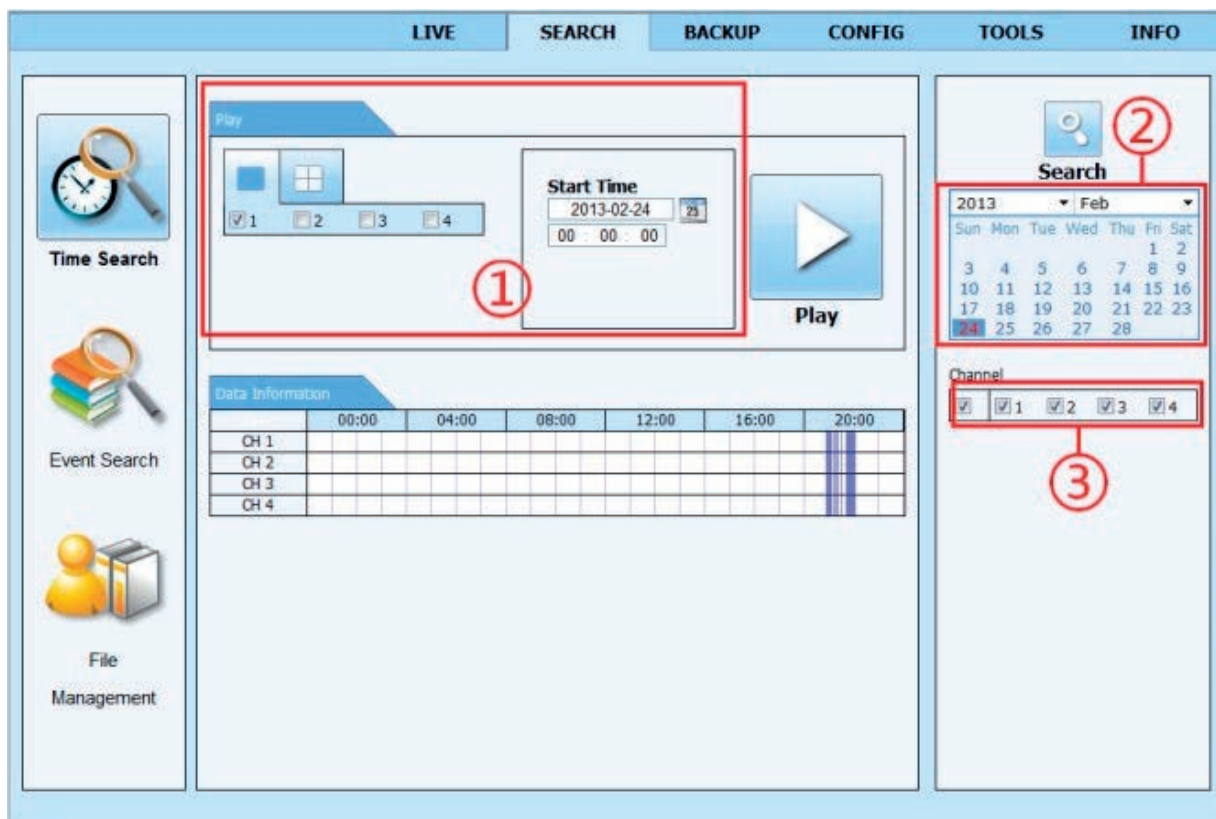 LIVE SEARCH BACKUP CONFIG TOOLS INFO
Time Search
Event Search
File
Management
Play
1 2 3 4
①
Start Time
2013-02-24 25
00 : 00 : 00
Play
Data Information
00:00 04:00 08:00 12:00 16:00 20:00
CH 1
CH 2
CH 3
CH 4
②
Search
2013 Feb
Sun Mon Tue Wed Thu Fri Sat
1 2
3 4 5 6 7 8 9
10 11 12 13 14 15 16
17 18 19 20 21 22 23
24 25 26 27 28
Channel
1 2 3 4
③